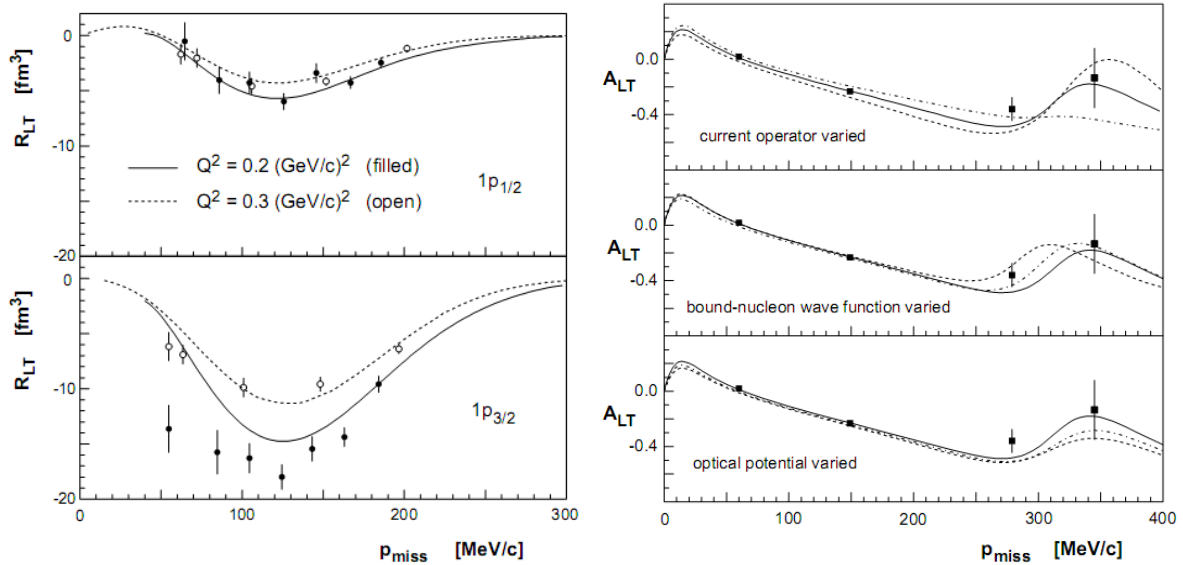 0
-10
-20
R_LT [fm³]
Q² = 0.2 (GeV/c)² (filled)
Q² = 0.3 (GeV/c)² (open)
1p_1/2
0
-10
-20
R_LT [fm³]
1p_3/2
0 100 200 300
p_miss [MeV/c]
0.0
-0.4
A_LT
current operator varied
0.0
-0.4
A_LT
bound-nucleon wave function varied
0.0
-0.4
A_LT
optical potential varied
0 100 200 300 400
p_miss [MeV/c]